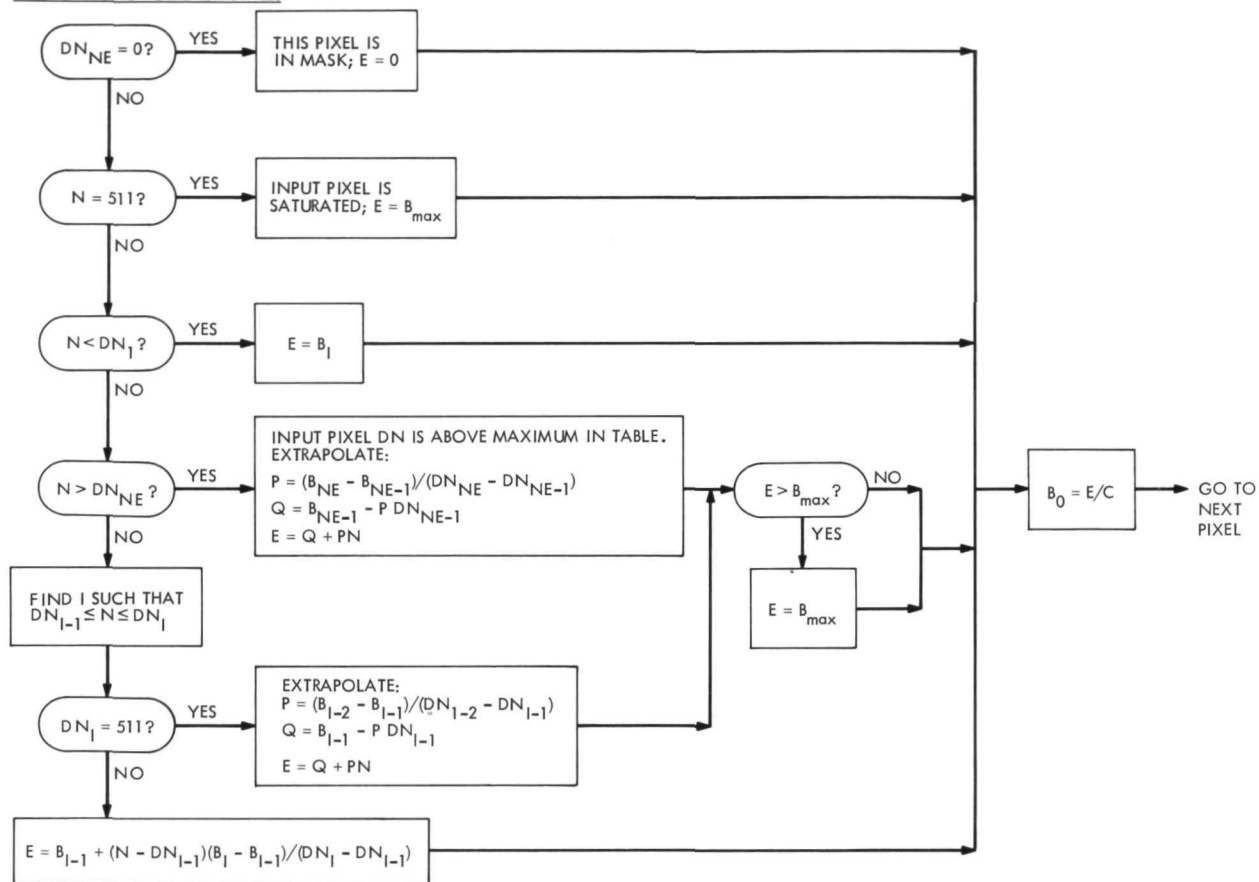 DN_NE = 0?
YES
THIS PIXEL IS
IN MASK; E = 0
NO
N = 511?
YES
INPUT PIXEL IS
SATURATED; E = B_max
NO
N < DN_1?
YES
E = B_1
NO
N > DN_NE?
YES
INPUT PIXEL DN IS ABOVE MAXIMUM IN TABLE.
EXTRAPOLATE:
P = (B_NE - B_NE-1)/(DN_NE - DN_NE-1)
Q = B_NE-1 - P DN_NE-1
E = Q + PN
NO
E > B_max?
NO
YES
E = B_max
B_0 = E/C
GO TO
NEXT
PIXEL
FIND I SUCH THAT
DN_I-1 ≤ N ≤ DN_I
DN_I = 511?
YES
EXTRAPOLATE:
P = (B_I-2 - B_I-1)/(DN_1-2 - DN_I-1)
Q = B_I-1 - P DN_I-1
E = Q + PN
NO
E = B_I-1 + (N - DN_I-1)(B_I - B_I-1)/(DN_I - DN_I-1)